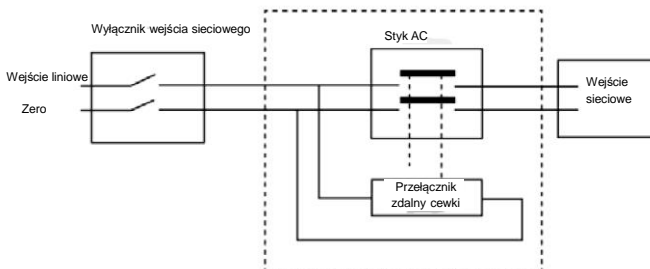 Wyłącznik wejścia sieciowego
Styk AC
Wejście liniowe
Zero
Wejście
sieciowe
Przełącznik
zdalny cewki